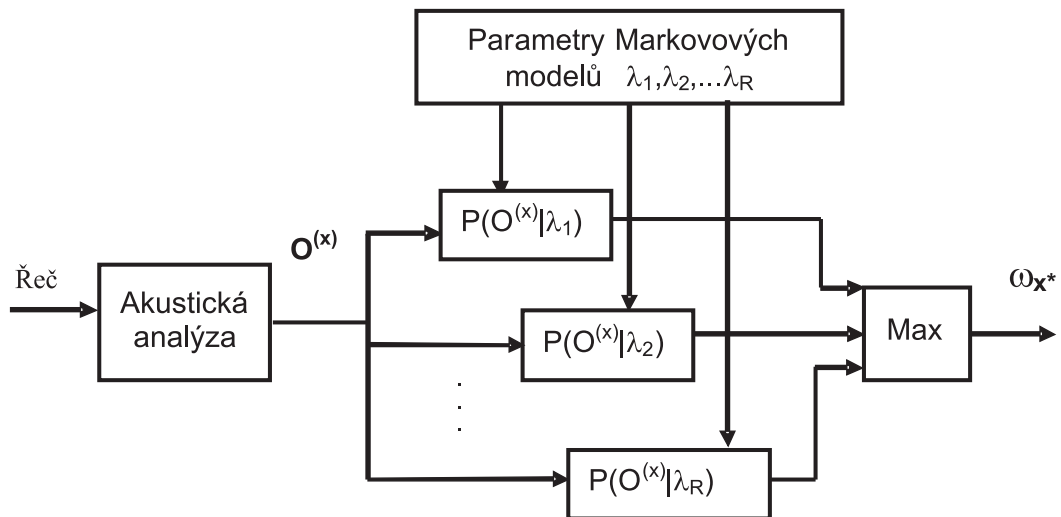 Parametry Markovových
modelů λ₁,λ₂,...λR
P(O⁽ˣ⁾|λ₁)
O⁽ˣ⁾
Řeč
Akustická
analýza
ωx*
P(O⁽ˣ⁾|λ₂)
Max
P(O⁽ˣ⁾|λR)